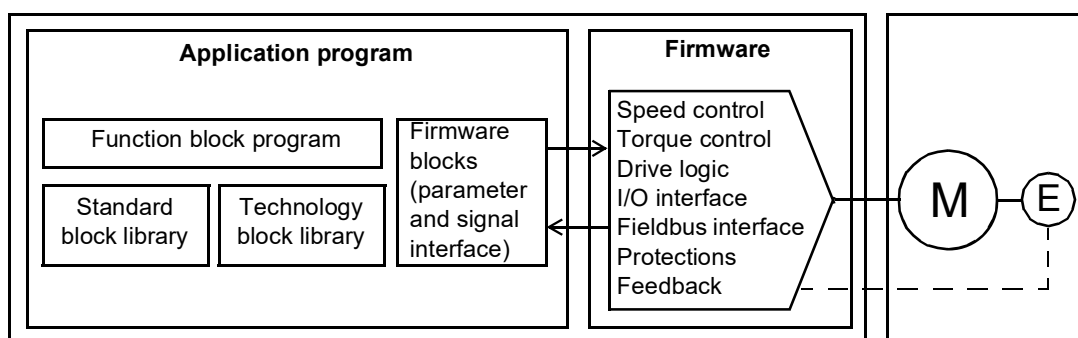 Application program
Firmware
Function block program
Standard
block library
Technology
block library
Firmware
blocks
(parameter
and signal
interface)
Speed control
Torque control
Drive logic
I/O interface
Fieldbus interface
Protections
Feedback
M
E